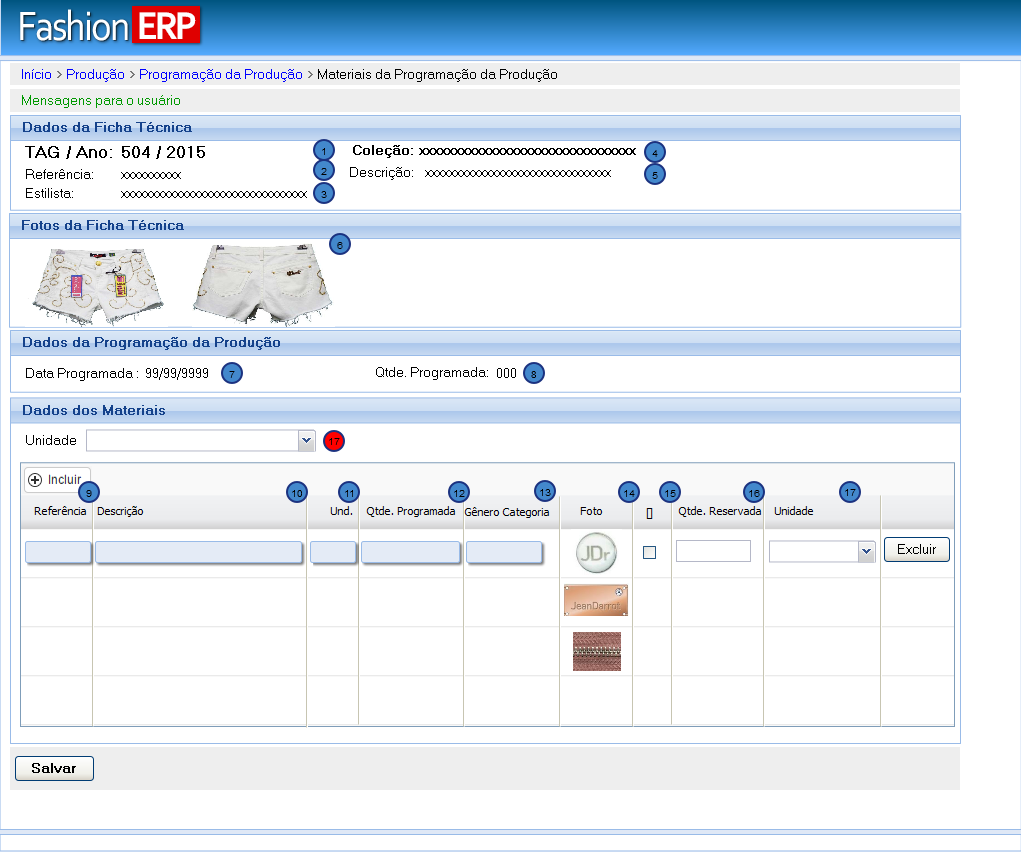 Fashion ERP
Início > Produção > Programação da Produção > Materiais da Programação da Produção
Mensagens para o usuário
Dados da Ficha Técnica
TAG / Ano: 504 / 2015 1 Coleção: xxxxxxxxxxxxxxxxxxxxxxxxxxxxxx 4
Referência: xxxxxxxxxx 2 Descrição: xxxxxxxxxxxxxxxxxxxxxxxxxxxxxx 5
Estilista: xxxxxxxxxxxxxxxxxxxxxxxxxxxxxx 3
Fotos da Ficha Técnica
6
Dados da Programação da Produção
Data Programada : 99/99/9999 7 Qtde. Programada: 000 8
Dados dos Materiais
Unidade 17
Incluir
9 10 11 12 13 14 15 16 17
Referência Descrição Und. Qtde. Programada Gênero Categoria Foto Qtde. Reservada Unidade
JDr Excluir
JeanDarrot
Salvar